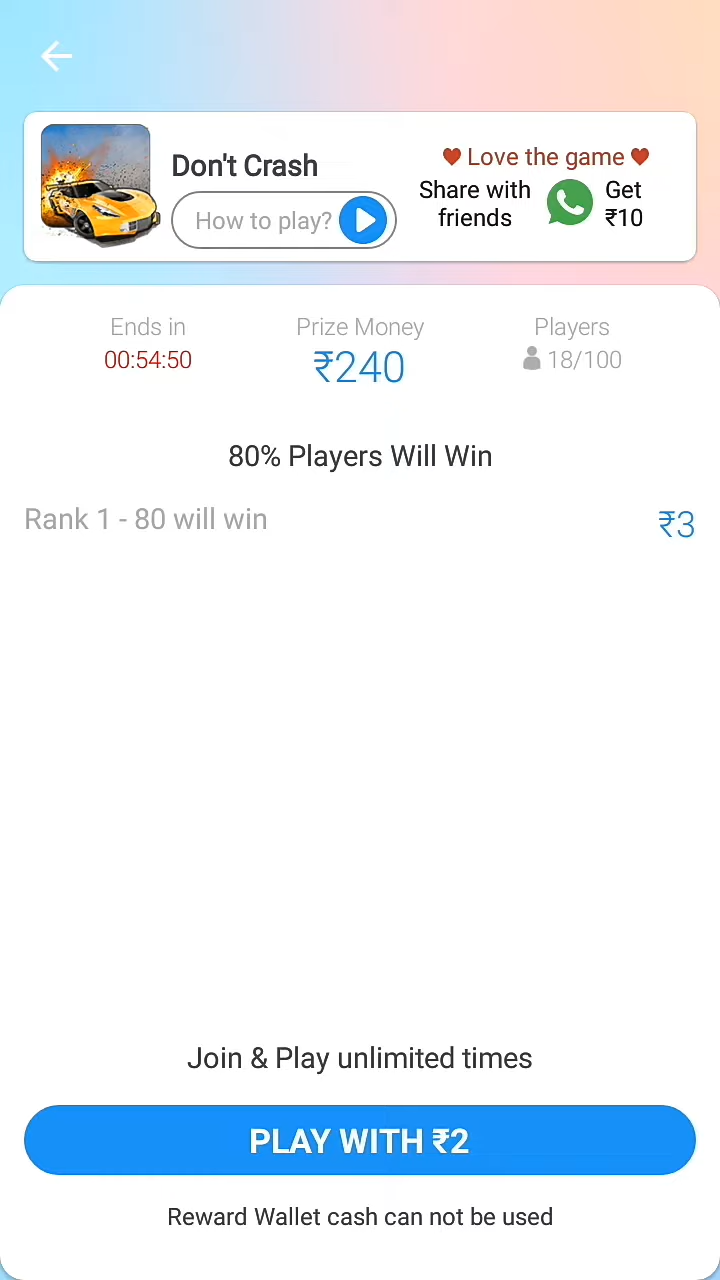 Don't Crash
How to play?
Love the game
Share with
friends
Get
₹10
Ends in
00:54:50
Prize Money
₹240
Players
18/100
80% Players Will Win
Rank 1 - 80 will win
₹3
Join & Play unlimited times
PLAY WITH ₹2
Reward Wallet cash can not be used